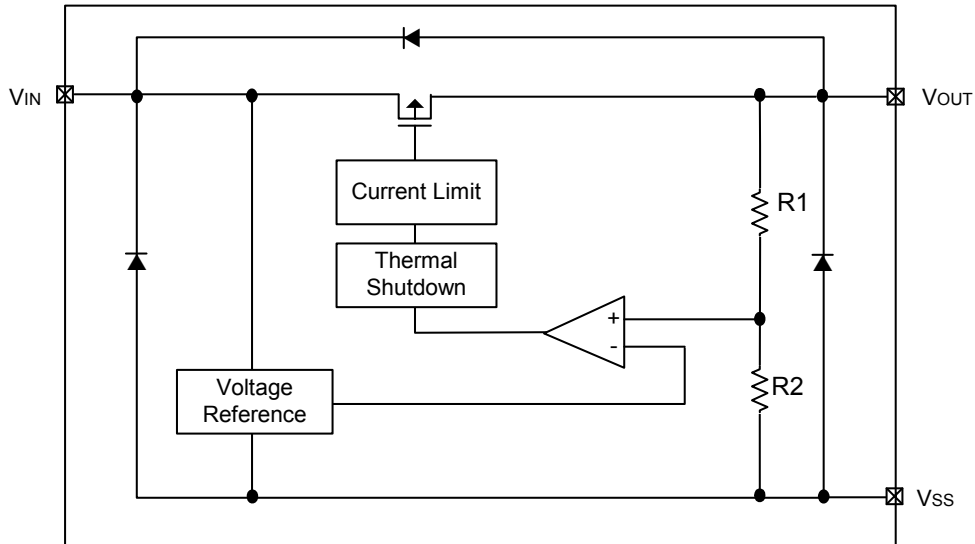 VIN
VOUT
Current Limit
R1
Thermal
Shutdown
+
-
Voltage
Reference
R2
VSS